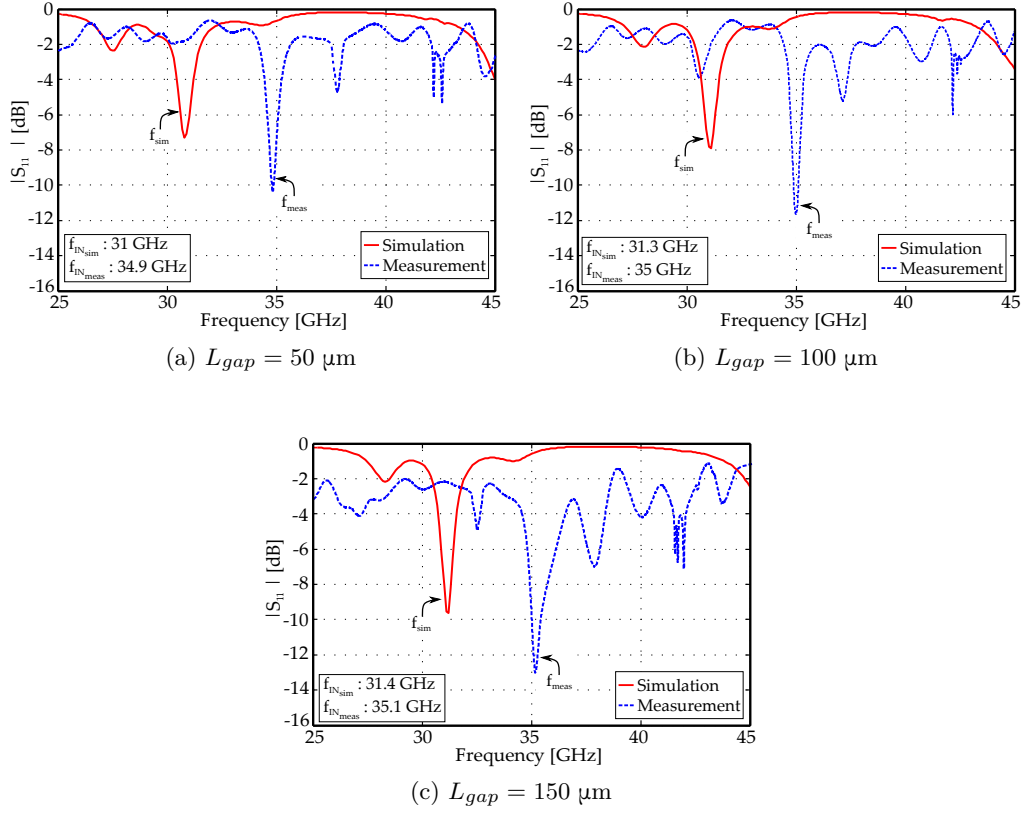 0
-2
-4
-6
-8
-10
-12
-14
-16
|S11 | [dB]
fsim
fmeas
fINsim : 31 GHz
fINmeas : 34.9 GHz
Simulation
Measurement
25 30 35 40 45
Frequency [GHz]
(a) Lgap = 50 µm
0
-2
-4
-6
-8
-10
-12
-14
-16
|S11 | [dB]
fsim
fmeas
fINsim : 31.3 GHz
fINmeas : 35 GHz
Simulation
Measurement
25 30 35 40 45
Frequency [GHz]
(b) Lgap = 100 µm
0
-2
-4
-6
-8
-10
-12
-14
-16
|S11 | [dB]
fsim
fmeas
fINsim : 31.4 GHz
fINmeas : 35.1 GHz
Simulation
Measurement
25 30 35 40 45
Frequency [GHz]
(c) Lgap = 150 µm